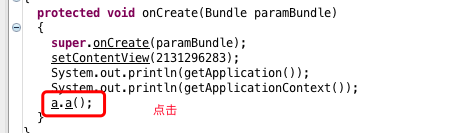 protected void onCreate(Bundle paramBundle)
{
super.onCreate(paramBundle);
setContentView(2131296283);
System.out.println(getApplication());
System.out.println(getApplicationContext());
a.a();
点击
}